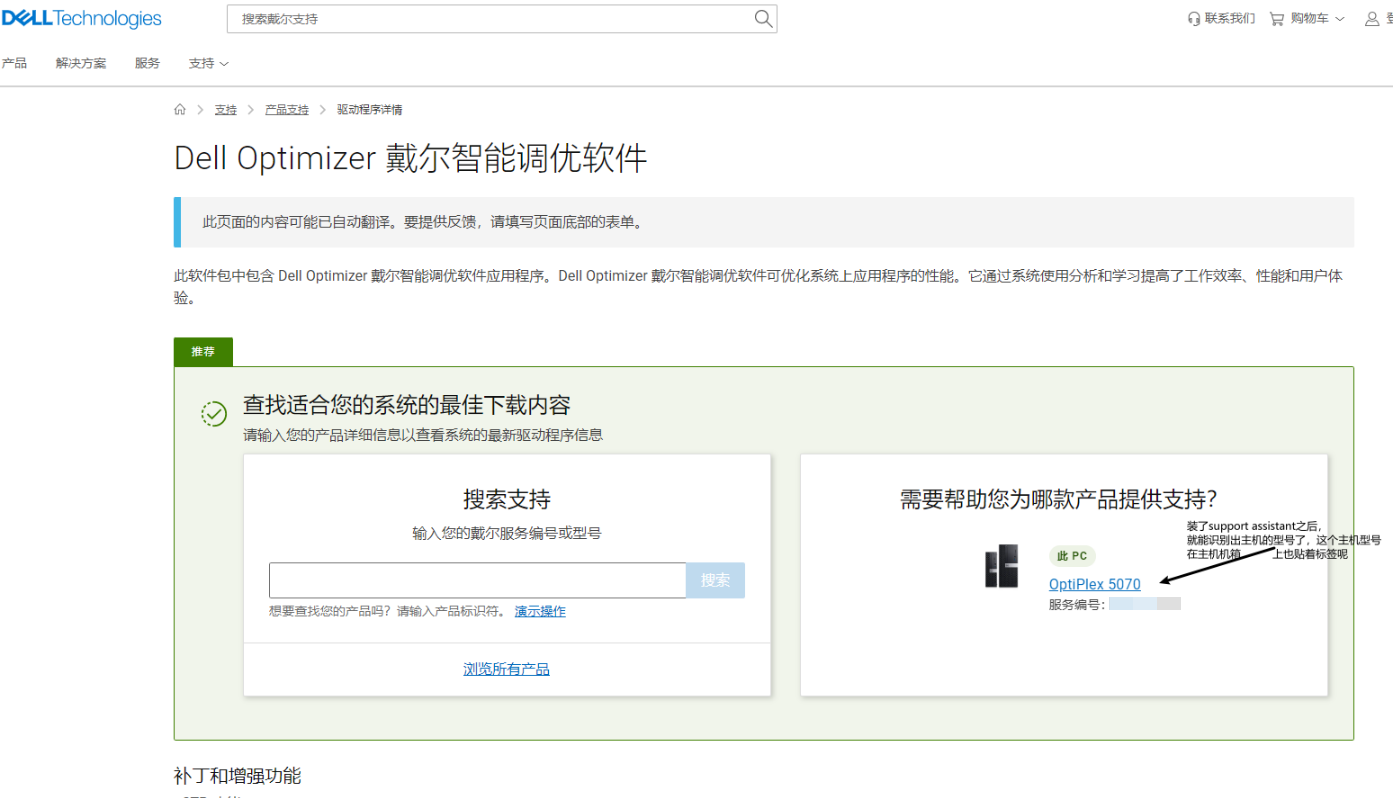 DELLTechnologies
搜索戴尔支持
联系我们
购物车
产品
解决方案
服务
支持
支持
产品支持
驱动程序详情
Dell Optimizer 戴尔智能调优软件
此页面的内容可能已自动翻译。要提供反馈，请填写页面底部的表单。
此软件包中包含 Dell Optimizer 戴尔智能调优软件应用程序。Dell Optimizer 戴尔智能调优软件可优化系统上应用程序的性能。它通过系统使用分析和学习提高了工作效率、性能和用户体
验。
推荐
查找适合您的系统的最佳下载内容
请输入您的产品详细信息以查看系统的最新驱动程序信息
搜索支持
输入您的戴尔服务编号或型号
搜索
想要查找您的产品吗？请输入产品标识符。 演示操作
浏览所有产品
需要帮助您为哪款产品提供支持？
装了support assistant之后，
就能识别出主机的型号了，这个主机型号
在主机机箱 上也贴着标签呢
此 PC
OptiPlex 5070
服务编号：
补丁和增强功能